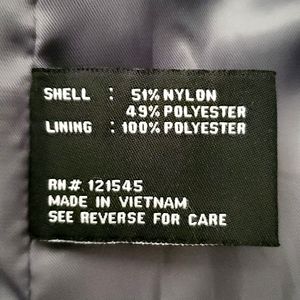 SHELL : 51% NYLON
49% POLYESTER
LINING : 100% POLYESTER
RN# 121545
MADE IN VIETNAM
SEE REVERSE FOR CARE